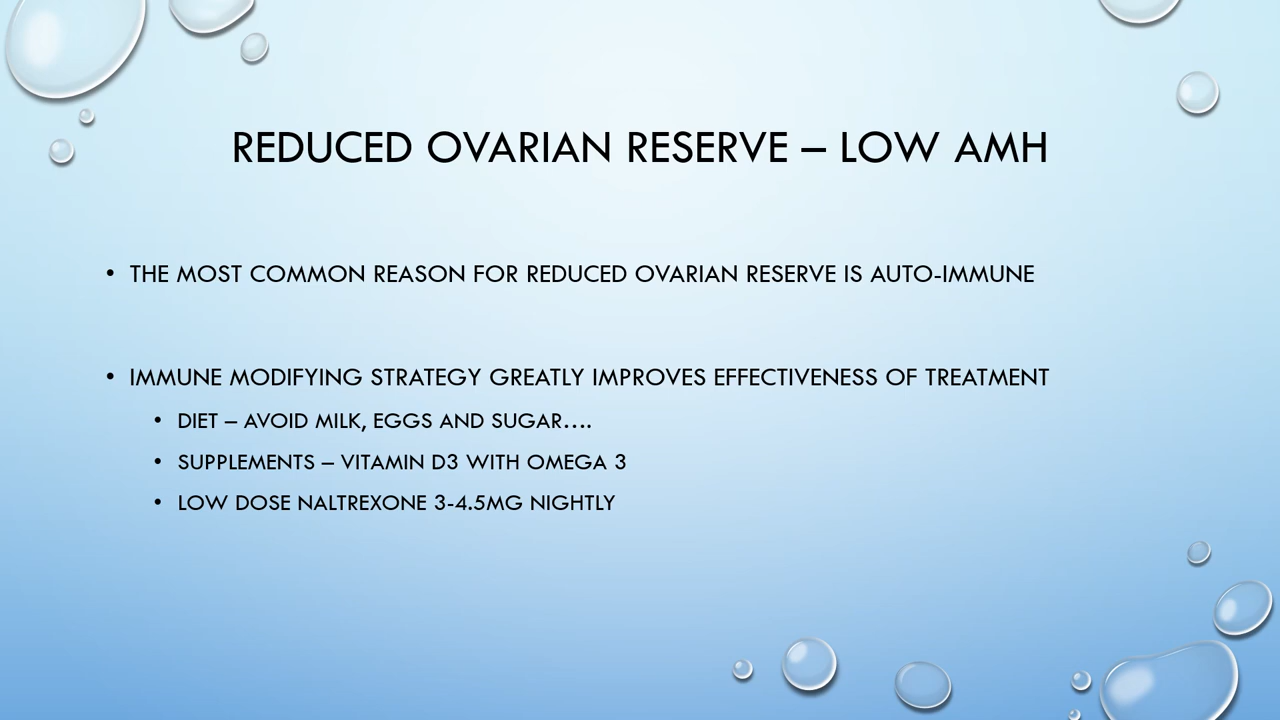 REDUCED OVARIAN RESERVE – LOW AMH
• THE MOST COMMON REASON FOR REDUCED OVARIAN RESERVE IS AUTO-IMMUNE
• IMMUNE MODIFYING STRATEGY GREATLY IMPROVES EFFECTIVENESS OF TREATMENT
• DIET – AVOID MILK, EGGS AND SUGAR….
• SUPPLEMENTS – VITAMIN D3 WITH OMEGA 3
• LOW DOSE NALTREXONE 3-4.5MG NIGHTLY